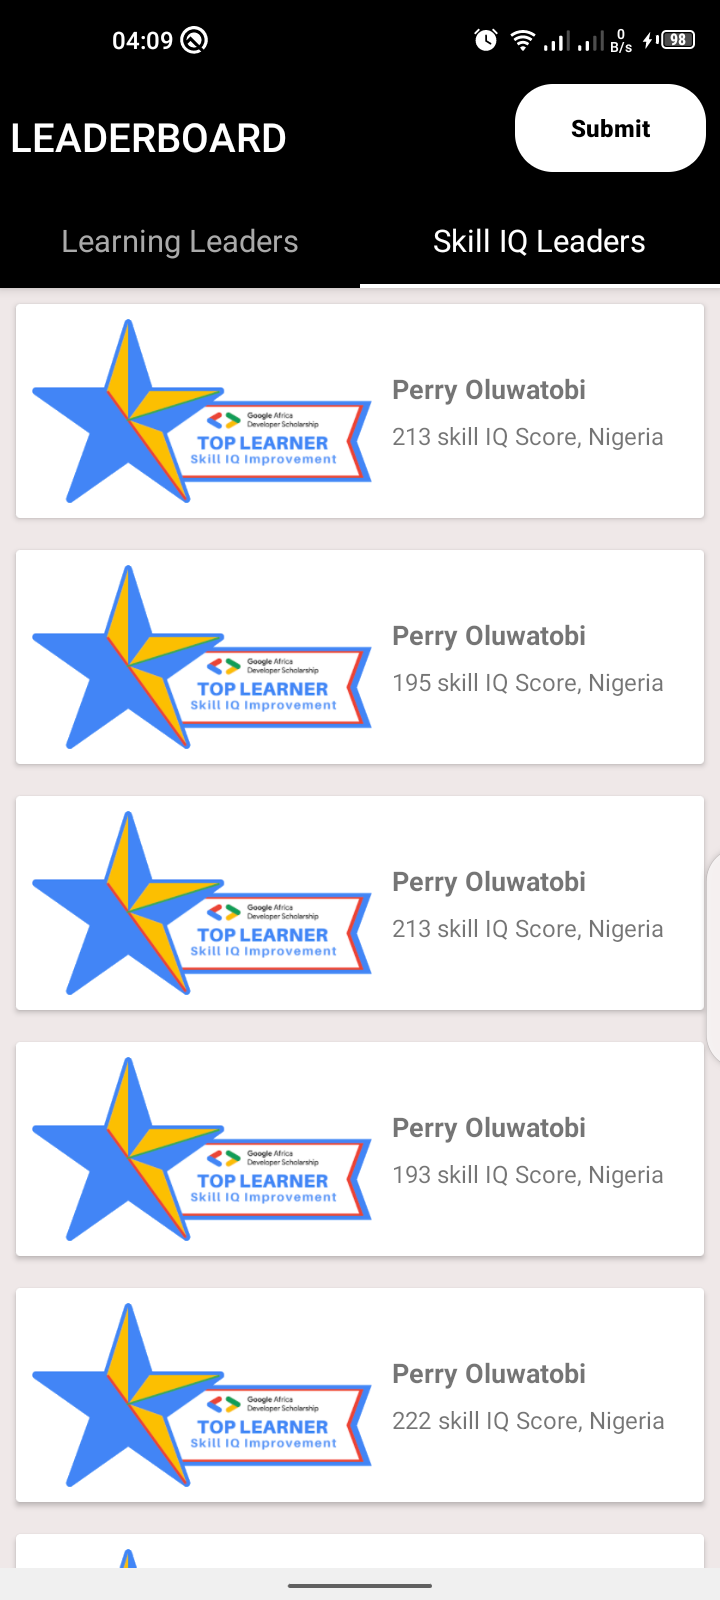 04:09
0
B/s
98
LEADERBOARD
Submit
Learning Leaders
Skill IQ Leaders
Google Africa
Developer Scholarship
TOP LEARNER
Skill IQ Improvement
Perry Oluwatobi
213 skill IQ Score, Nigeria
Google Africa
Developer Scholarship
TOP LEARNER
Skill IQ Improvement
Perry Oluwatobi
195 skill IQ Score, Nigeria
Google Africa
Developer Scholarship
TOP LEARNER
Skill IQ Improvement
Perry Oluwatobi
213 skill IQ Score, Nigeria
Google Africa
Developer Scholarship
TOP LEARNER
Skill IQ Improvement
Perry Oluwatobi
193 skill IQ Score, Nigeria
Google Africa
Developer Scholarship
TOP LEARNER
Skill IQ Improvement
Perry Oluwatobi
222 skill IQ Score, Nigeria